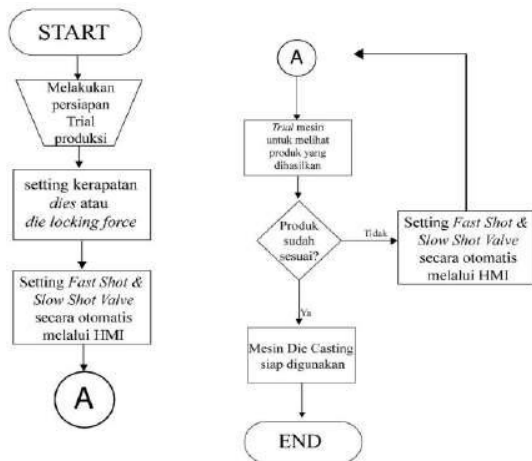 START
Melakukan
persiapan
Trial
produksi
setting kerapatan
dies atau
die locking force
Setting Fast Shot &
Slow Shot Valve
secara otomatis
melalui HMI
A
A
Trial mesin
untuk melihat
produk yang
dihasilkan
Produk
sudah
sesuai?
Tidak
Setting Fast Shot &
Slow Shot Valve
secara otomatis
melalui HMI
Ya
Mesin Die Casting
siap digunakan
END